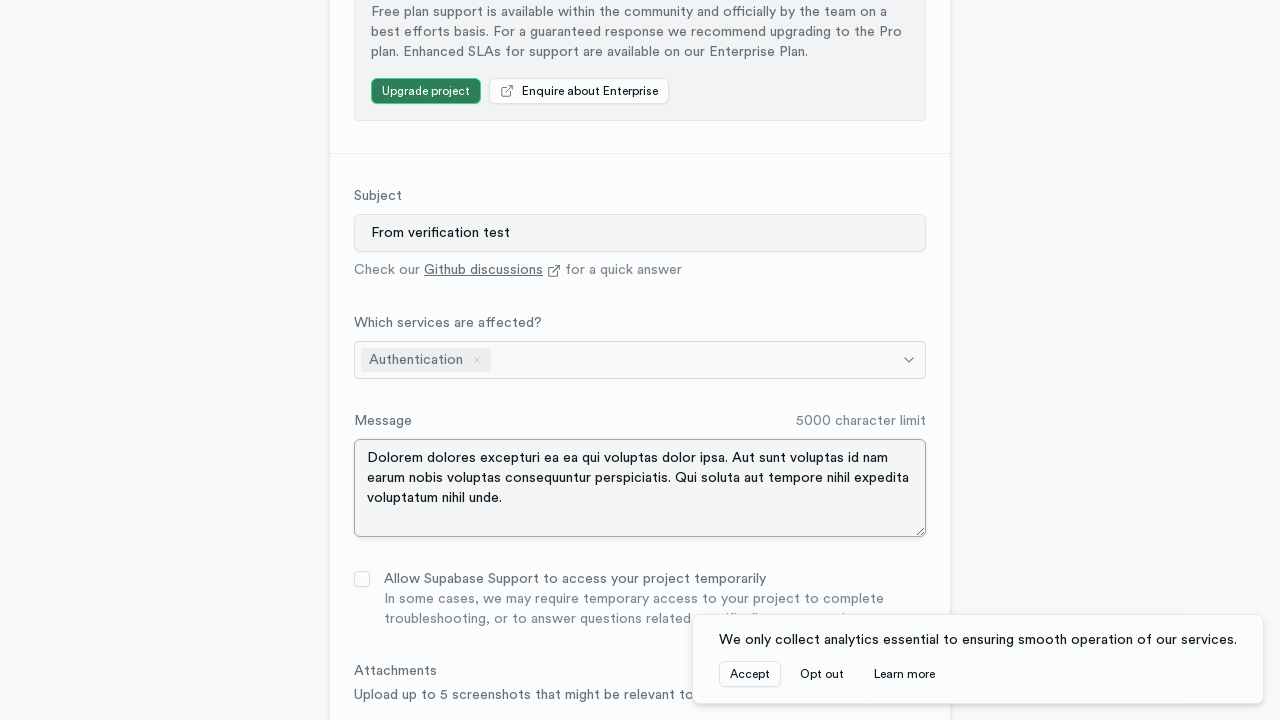 Free plan support is available within the community and officially by the team on a
best efforts basis. For a guaranteed response we recommend upgrading to the Pro
plan. Enhanced SLAs for support are available on our Enterprise Plan.
Upgrade project
Enquire about Enterprise
Subject
From verification test
Check our Github discussions for a quick answer
Which services are affected?
Authentication
Message
5000 character limit
Dolorem dolores excepturi ea ea qui voluptas dolor ipsa. Aut sunt voluptas id nam
earum nobis voluptas consequuntur perspiciatis. Qui soluta aut tempore nihil expedita
voluptatum nihil unde.
Allow Supabase Support to access your project temporarily
In some cases, we may require temporary access to your project to complete
troubleshooting, or to answer questions related
We only collect analytics essential to ensuring smooth operation of our services.
Accept
Opt out
Learn more
Attachments
Upload up to 5 screenshots that might be relevant to